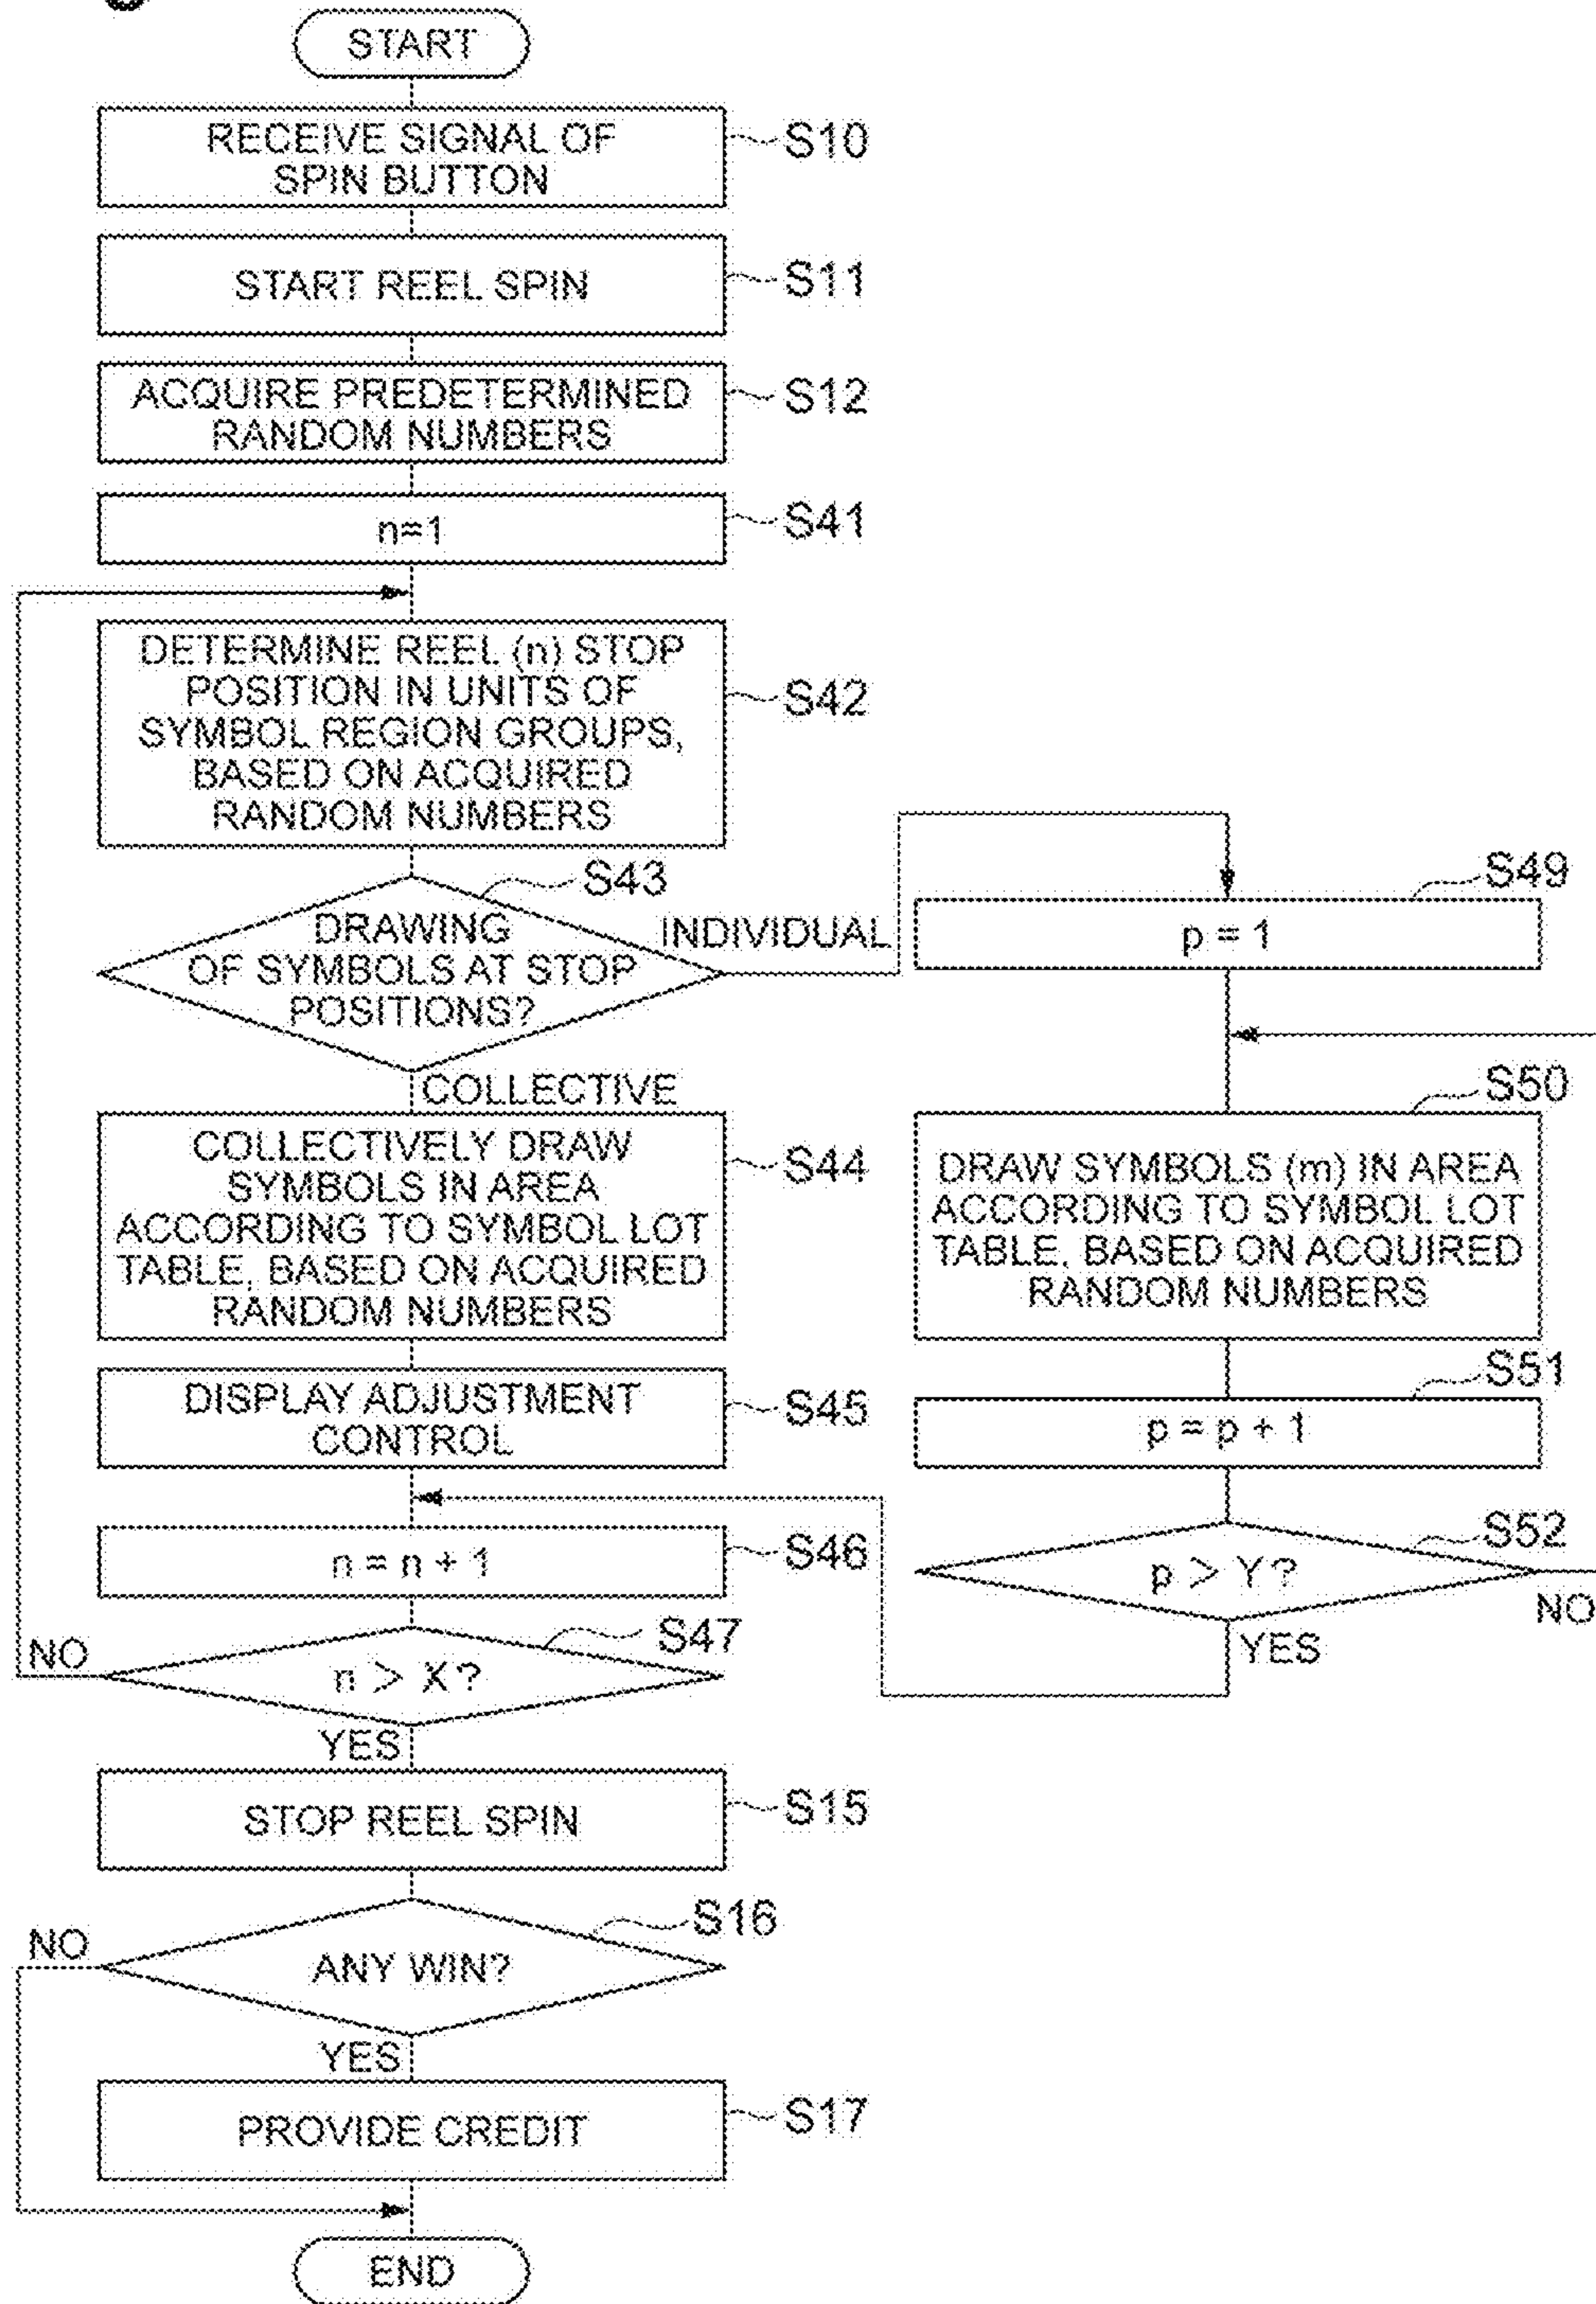 START
RECEIVE SIGNAL OF
SPIN BUTTON
S10
START REEL SPIN
S11
ACQUIRE PREDETERMINED
RANDOM NUMBERS
S12
n=1
S41
DETERMINE REEL (n) STOP
POSITION IN UNITS OF
SYMBOL REGION GROUPS,
BASED ON ACQUIRED
RANDOM NUMBERS
S42
S43
DRAWING
OF SYMBOLS AT STOP
POSITIONS?
INDIVIDUAL
COLLECTIVE
COLLECTIVELY DRAW
SYMBOLS IN AREA
ACCORDING TO SYMBOL LOT
TABLE, BASED ON ACQUIRED
RANDOM NUMBERS
S44
DISPLAY ADJUSTMENT
CONTROL
S45
n = n + 1
S46
S47
n > X?
NO
YES
STOP REEL SPIN
S15
S16
ANY WIN?
NO
YES
PROVIDE CREDIT
S17
END
S49
p = 1
S50
DRAW SYMBOLS (m) IN AREA
ACCORDING TO SYMBOL LOT
TABLE, BASED ON ACQUIRED
RANDOM NUMBERS
S51
p = p + 1
S52
p > Y?
NO
YES